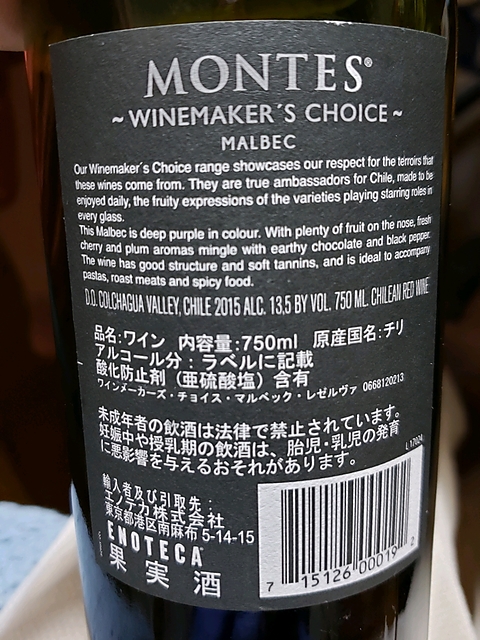 MONTES®
~ WINEMAKER´S CHOICE ~
MALBEC
Our Winemaker´s Choice range showcases our respect for the terroirs that
these wines come from. They are true ambassadors for Chile, made to be
enjoyed daily, the fruity expressions of the varieties playing starring roles in
every glass.
This Malbec is deep purple in colour. With plenty of fruit on the nose, fresh
cherry and plum aromas mingle with earthy chocolate and black pepper.
The wine has good structure and soft tannins, and is ideal to accompany
pastas, roast meats and spicy food.
D.O. COLCHAGUA VALLEY, CHILE 2015 ALC. 13,5 BY VOL. 750 ML. CHILEAN RED WINE
品名:ワイン 内容量:750ml 原産国名:チリ
アルコール分:ラベルに記載
酸化防止剤(亜硫酸塩)含有
ワインメーカーズ・チョイス・マルベック・レゼルヴァ 0668120213
未成年者の飲酒は法律で禁止されています。
妊娠中や授乳期の飲酒は、胎児・乳児の発育
に悪影響を与えるおそれがあります。
L17024
輸入者及び引取先:
エノテカ株式会社
東京都港区南麻布 5-14-15
ENOTECA
果実酒
7 15126 00019 2